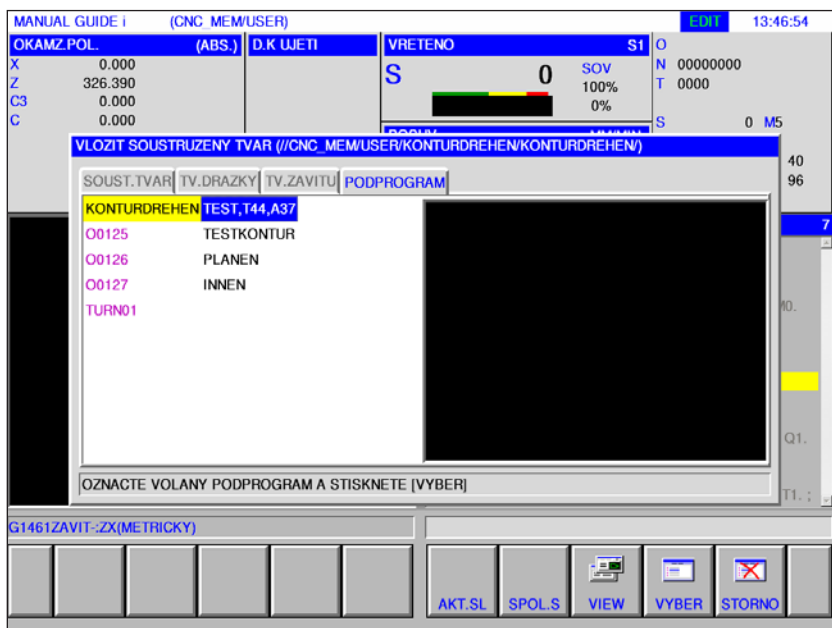 MANUAL GUIDE i (CNC_MEM/USER) EDIT 13:46:54
OKAMZ.POL. (ABS.) D.K UJETI VRETENO S1 O
X 0.000
Z 326.390
C3 0.000
C 0.000
S 0 SOV
100%
0%
N 00000000
T 0000
S 0 M5
40
96
VLOZIT SOUSTRUZENY TVAR (//CNC_MEM/USER/KONTURDREHEN/KONTURDREHEN/)
SOUST.TVAR TV.DRAZKY TV.ZAVITU PODPROGRAM
KONTURDREHEN TEST,T44,A37
O0125 TESTKONTUR
O0126 PLANEN
O0127 INNEN
TURN01
7
Q1.
T1. ;
OZNACTE VOLANY PODPROGRAM A STISKNETE [VYBER]
G1461ZAVIT-:ZX(METRICKY)
AKT.SL SPOL.S VIEW VYBER STORNO